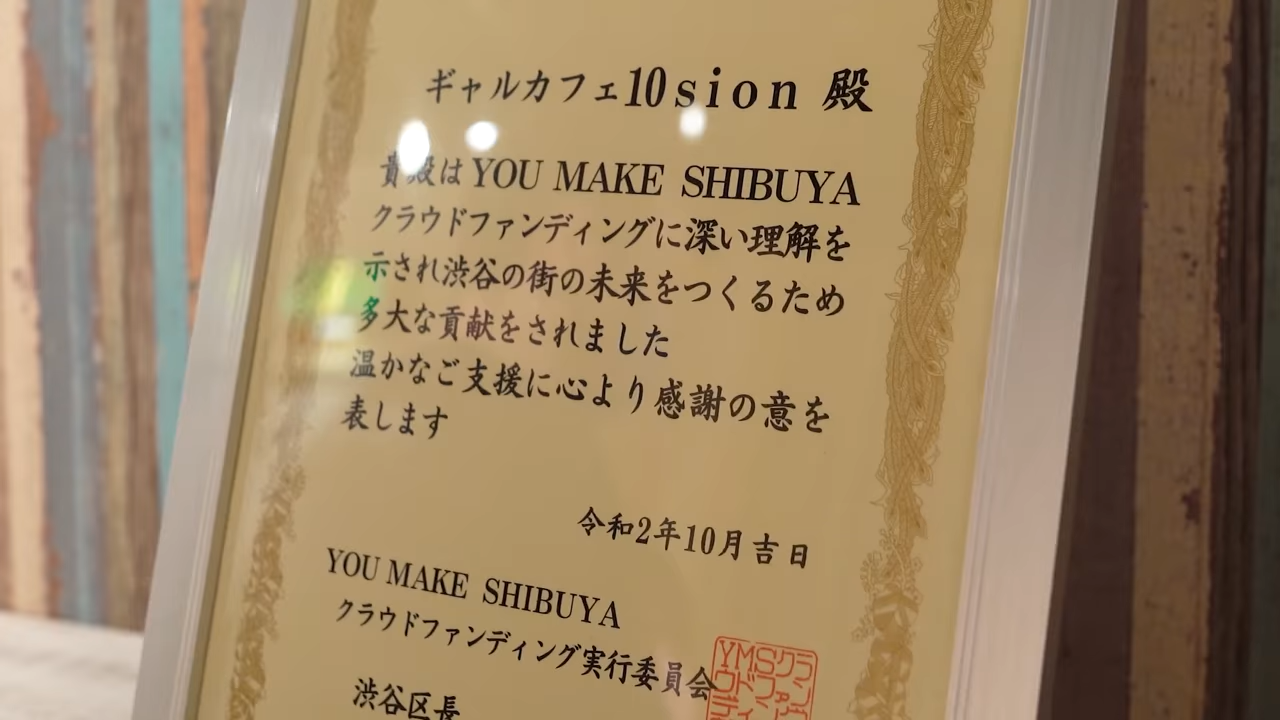 ギャルカフェ10sion 殿
貴殿は YOU MAKE SHIBUYA
クラウドファンディングに深い理解を
示され渋谷の街の未来をつくるため
多大な貢献をされました
温かなご支援に心より感謝の意を
表します
令和2年10月吉日
YOU MAKE SHIBUYA
クラウドファンディング実行委員会
渋谷区長